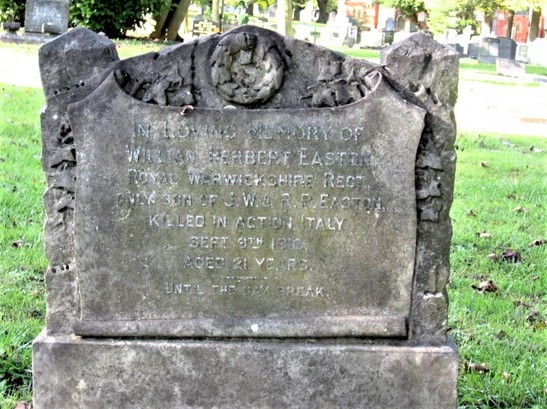 IN LOVING MEMORY OF
WILLIAM HERBERT EASTON
ROYAL WARWICKSHIRE REGT
ONLY SON OF J.W. & R.R. EASTON
KILLED IN ACTION, ITALY
SEPT 9TH
AGED 21 YEARS.
UNTIL THE DAY BREAK.